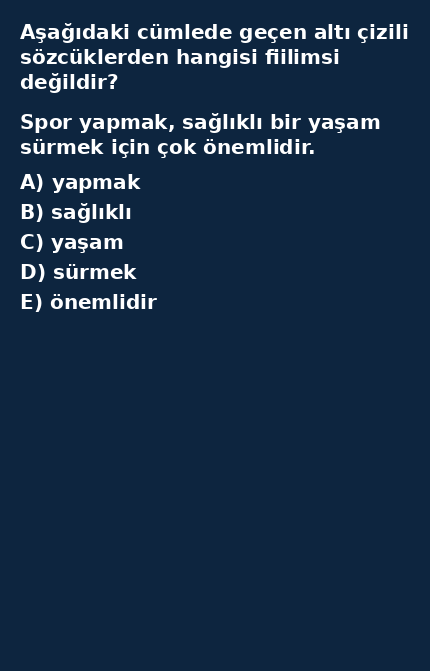 Aşağıdaki cümlede geçen altı çizili
sözcüklerden hangisi fiilimsi
değildir?
Spor yapmak, sağlıklı bir yaşam
sürmek için çok önemlidir.
A) yapmak
B) sağlıklı
C) yaşam
D) sürmek
E) önemlidir